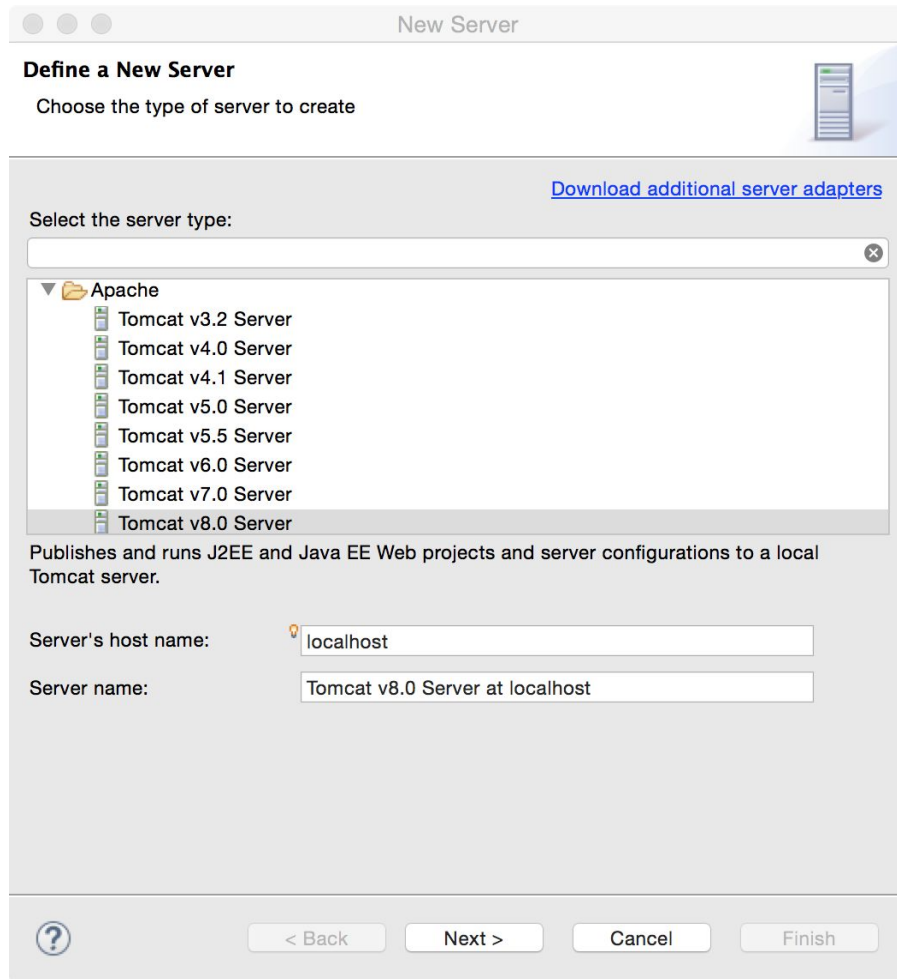 New Server
Define a New Server
Choose the type of server to create
Download additional server adapters
Select the server type:
Apache
Tomcat v3.2 Server
Tomcat v4.0 Server
Tomcat v4.1 Server
Tomcat v5.0 Server
Tomcat v5.5 Server
Tomcat v6.0 Server
Tomcat v7.0 Server
Tomcat v8.0 Server
Publishes and runs J2EE and Java EE Web projects and server configurations to a local
Tomcat server.
Server's host name: localhost
Server name: Tomcat v8.0 Server at localhost
? < Back Next > Cancel Finish